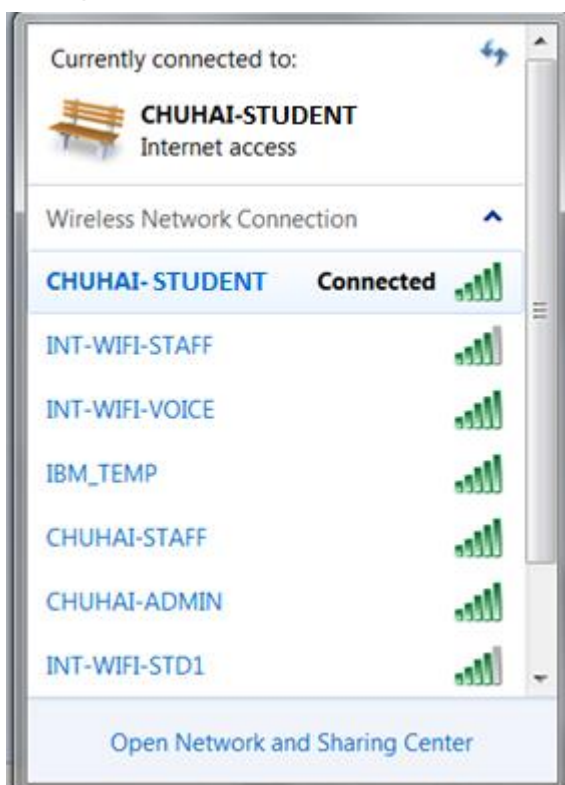 Currently connected to:
CHUHAI-STUDENT
Internet access
Wireless Network Connection
CHUHAI- STUDENT Connected
INT-WIFI-STAFF
INT-WIFI-VOICE
IBM_TEMP
CHUHAI-STAFF
CHUHAI-ADMIN
INT-WIFI-STD1
Open Network and Sharing Center